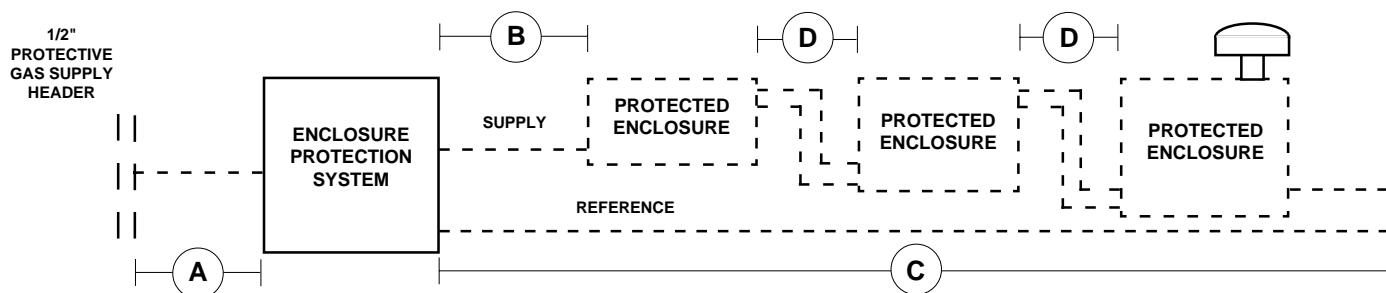 1/2"
PROTECTIVE
GAS SUPPLY
HEADER
A
ENCLOSURE
PROTECTION
SYSTEM
B
SUPPLY
PROTECTED
ENCLOSURE
D
PROTECTED
ENCLOSURE
D
PROTECTED
ENCLOSURE
REFERENCE
C